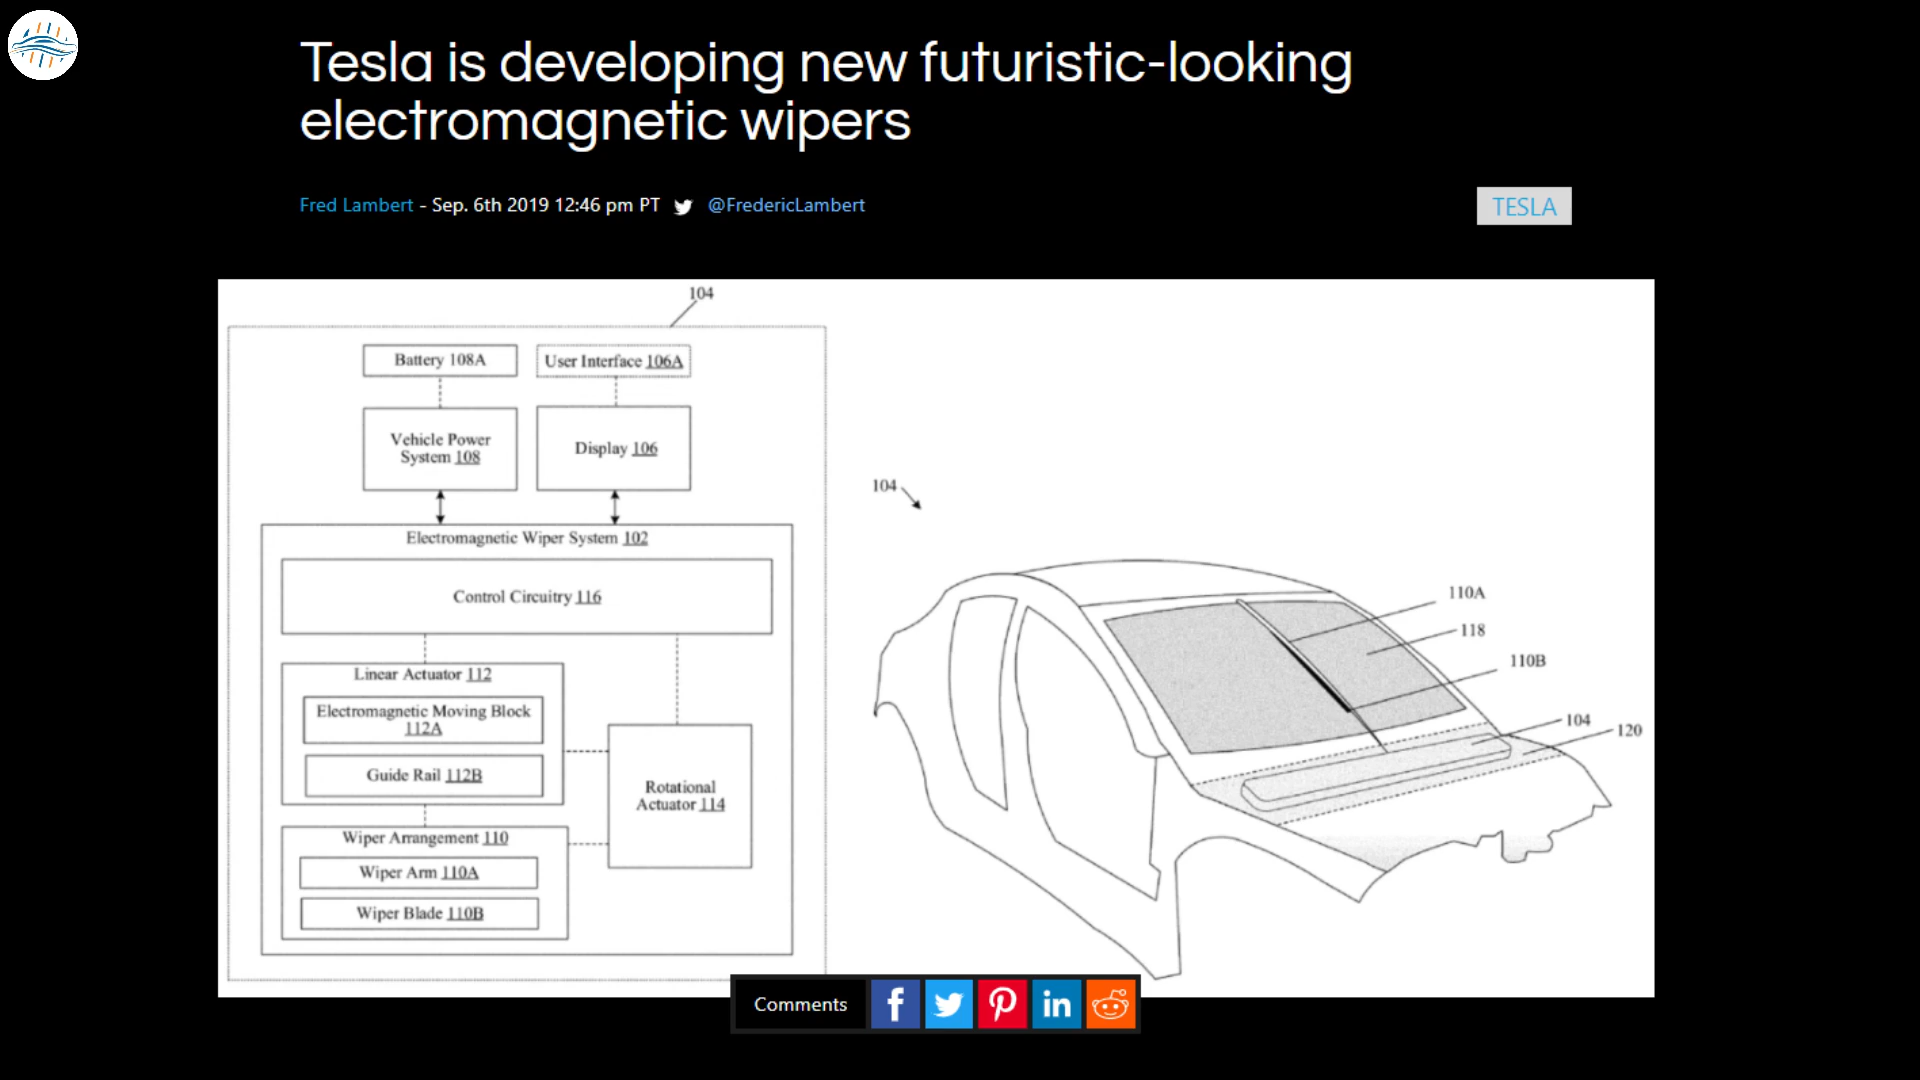 Tesla is developing new futuristic-looking
electromagnetic wipers
Fred Lambert - Sep. 6th 2019 12:46 pm PT @FredericLambert
TESLA
104
Battery 108A
User Interface 106A
Vehicle Power
System 108
Display 106
Electromagnetic Wiper System 102
Control Circuitry 116
Linear Actuator 112
Electromagnetic Moving Block
112A
Guide Rail 112B
Rotational
Actuator 114
Wiper Arrangement 110
Wiper Arm 110A
Wiper Blade 110B
104
110A
118
110B
104
120
Comments